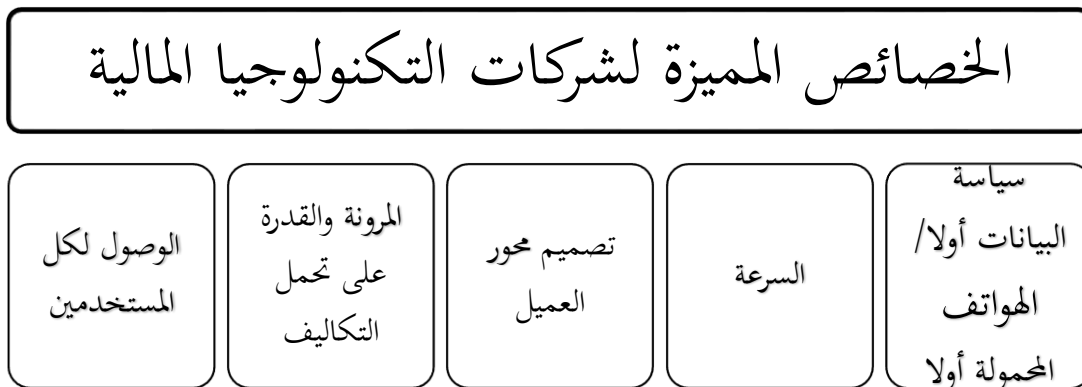 الخصائص المميزة لشركات التكنولوجيا المالية
سياسة
البيانات أولا/
الهواتف
المحمولة أولا
السرعة
تصميم محور
العميل
المرونة والقدرة
على تحمل
التكاليف
الوصول لكل
المستخدمين